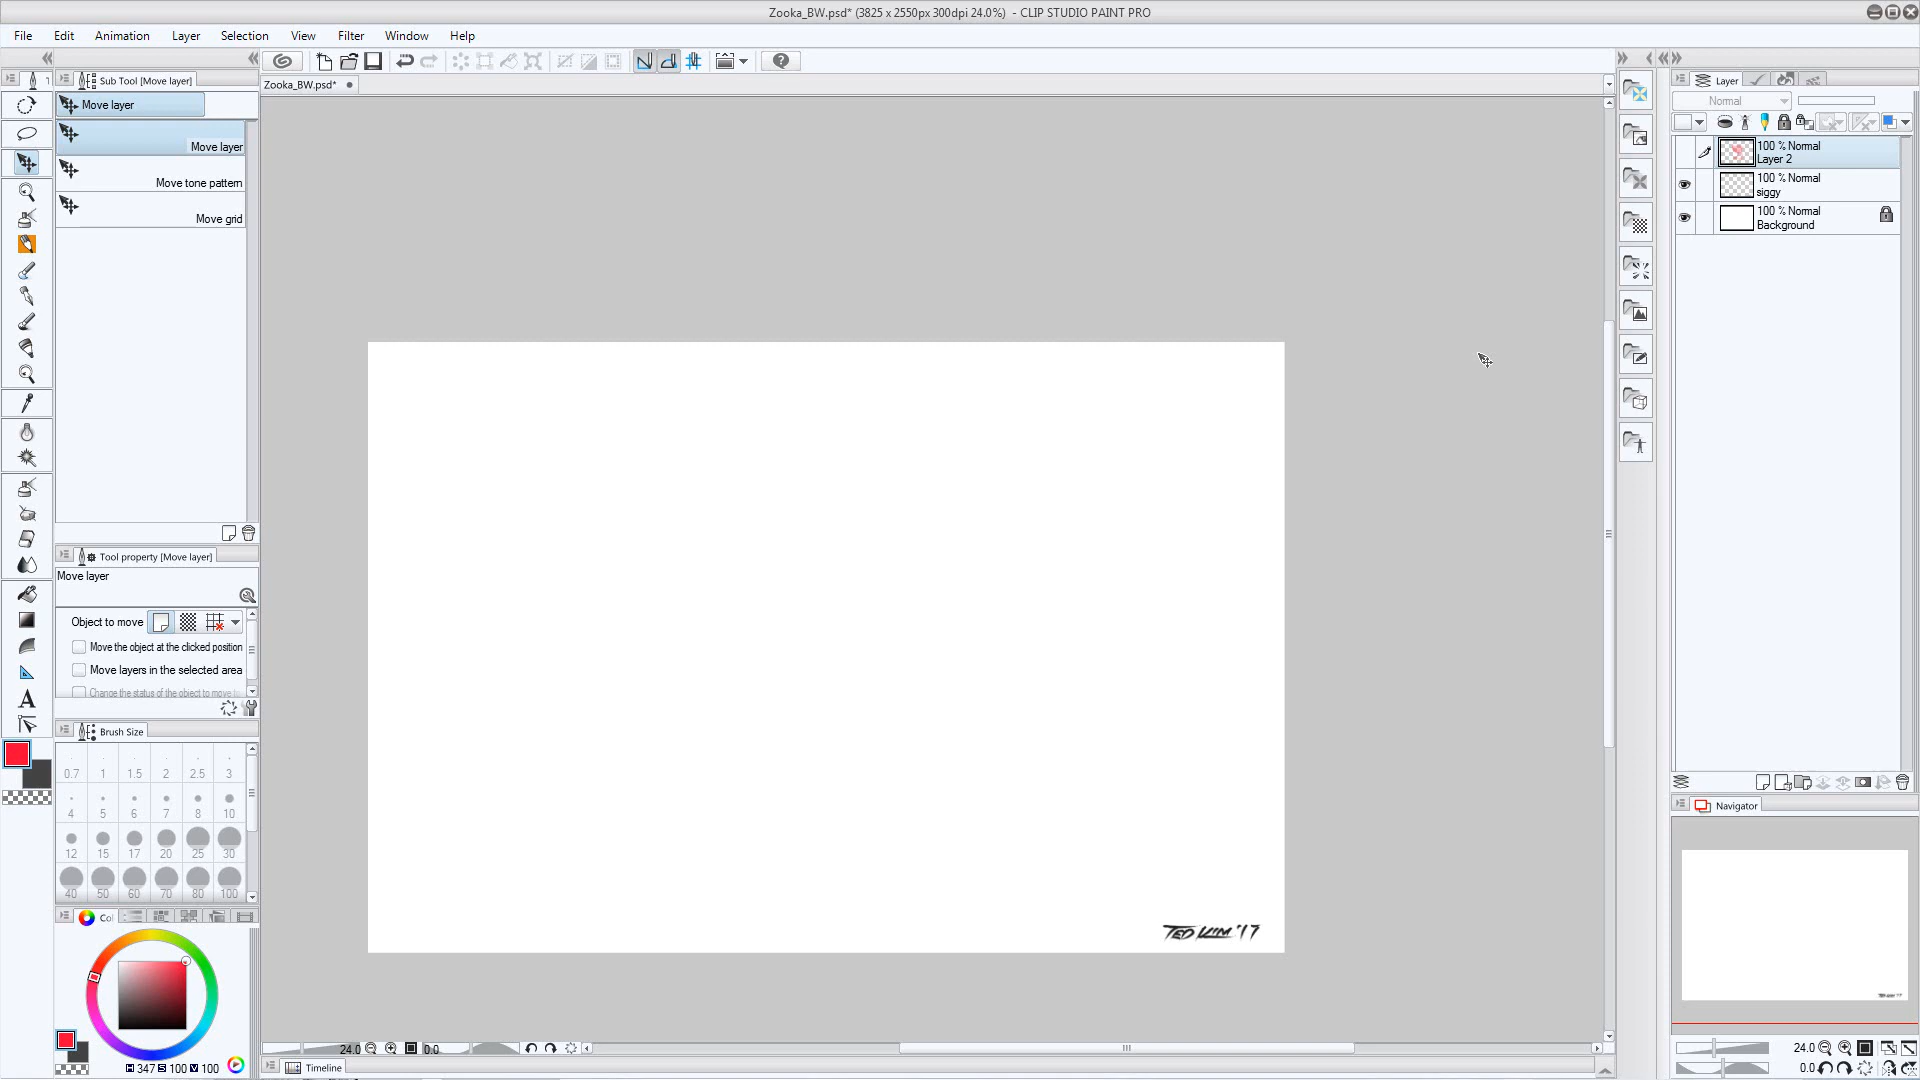 Zooka_BW.psd* (3825 x 2550px 300dpi 24.0%) - CLIP STUDIO PAINT PRO
File Edit Animation Layer Selection View Filter Window Help
Sub Tool [Move layer]
Zooka_BW.psd*
Layer
Move layer
Normal
Move layer
Move tone pattern
Move grid
100 % Normal
Layer 2
100 % Normal
siggy
100 % Normal
Background
Tool property [Move layer]
Move layer
Object to move
Move the object at the clicked position
Move layers in the selected area
Change the status of the object to move
Brush Size
0.7 1 1.5 2 2.5 3
4 5 6 7 8 10
12 15 17 20 25 30
40 50 60 70 80 100
Col
H 347 S 100 V 100
TED KIM '17
24.0 0.0
Timeline
Navigator
24.0
0.0